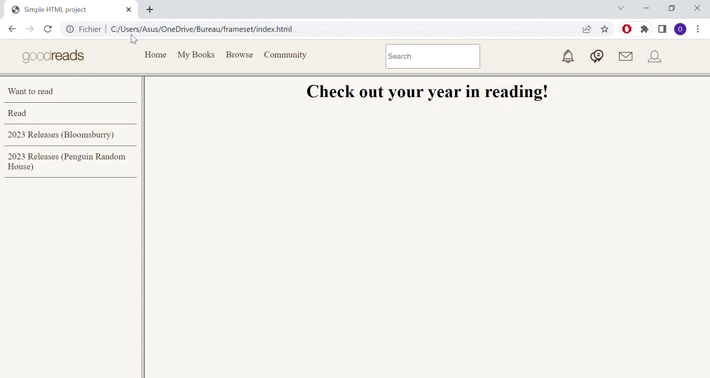 Simple HTML project
Fichier | C:/Users/Asus/OneDrive/Bureau/frameset/index.html
O
goodreads
Home My Books Browse Community
Search
Want to read
Read
2023 Releases (Bloomsburry)
2023 Releases (Penguin Random
House)
Check out your year in reading!